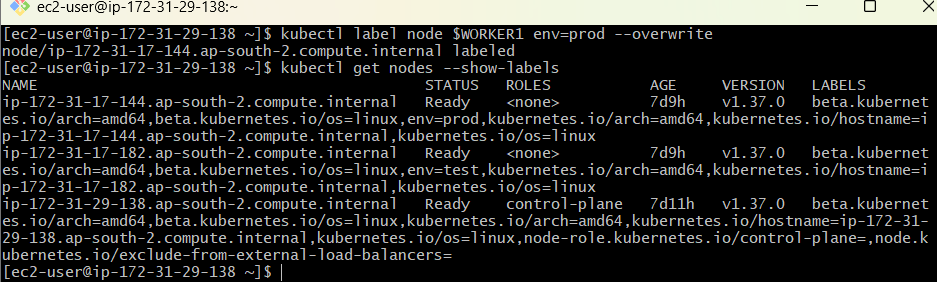 ec2-user@ip-172-31-29-138:~
[ec2-user@ip-172-31-29-138 ~]$ kubectl label node $WORKER1 env=prod --overwrite
node/ip-172-31-17-144.ap-south-2.compute.internal labeled
[ec2-user@ip-172-31-29-138 ~]$ kubectl get nodes --show-labels
NAME                                          STATUS   ROLES           AGE     VERSION   LABELS
ip-172-31-17-144.ap-south-2.compute.internal   Ready    <none>          7d9h    v1.37.0   beta.kubernet
es.io/arch=amd64,beta.kubernetes.io/os=linux,env=prod,kubernetes.io/arch=amd64,kubernetes.io/hostname=i
p-172-31-17-144.ap-south-2.compute.internal,kubernetes.io/os=linux
ip-172-31-17-182.ap-south-2.compute.internal   Ready    <none>          7d9h    v1.37.0   beta.kubernet
es.io/arch=amd64,beta.kubernetes.io/os=linux,env=test,kubernetes.io/arch=amd64,kubernetes.io/hostname=i
p-172-31-17-182.ap-south-2.compute.internal,kubernetes.io/os=linux
ip-172-31-29-138.ap-south-2.compute.internal   Ready    control-plane   7d11h   v1.37.0   beta.kubernet
es.io/arch=amd64,beta.kubernetes.io/os=linux,kubernetes.io/arch=amd64,kubernetes.io/hostname=ip-172-31-
29-138.ap-south-2.compute.internal,kubernetes.io/os=linux,node-role.kubernetes.io/control-plane=,node.k
ubernetes.io/exclude-from-external-load-balancers=
[ec2-user@ip-172-31-29-138 ~]$